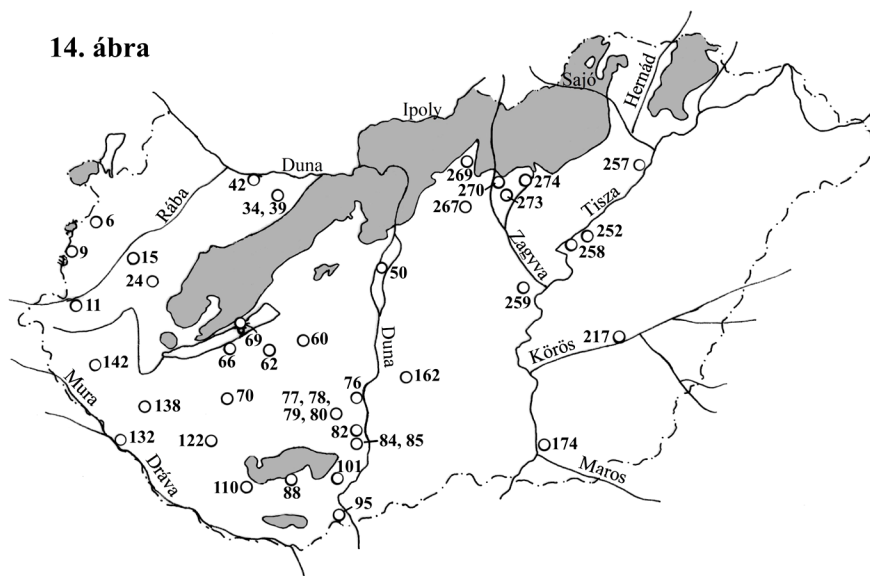 14. ábra
Sajó
Hernád
Ipoly
Duna
42
34, 39
Rába
269
270
274
273
267
257
Tisza
6
9
15
24
11
252
258
Zagyva
50
259
69
60
66
62
Duna
217
Körös
142
Mura
162
76
70
77, 78,
79, 80
138
82
84, 85
132
122
174
Dráva
101
88
110
Maros
95